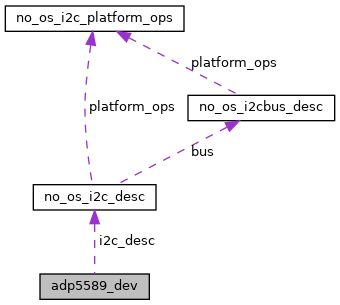 no_os_i2c_platform_ops
platform_ops
platform_ops
no_os_i2cbus_desc
bus
no_os_i2c_desc
i2c_desc
adp5589_dev